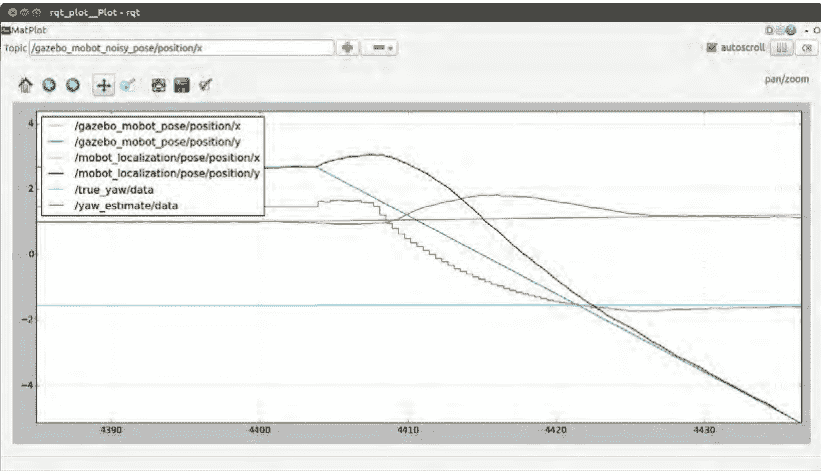 rqt_plot__Plot - rqt
MatPlot
Topic /gazebo_mobot_noisy_pose/position/x
autoscroll
pan/zoom
/gazebo_mobot_pose/position/x
/gazebo_mobot_pose/position/y
/mobot_localization/pose/position/x
/mobot_localization/pose/position/y
/true_yaw/data
/yaw_estimate/data
4
2
0
−2
−4
4390
4400
4410
4420
4430